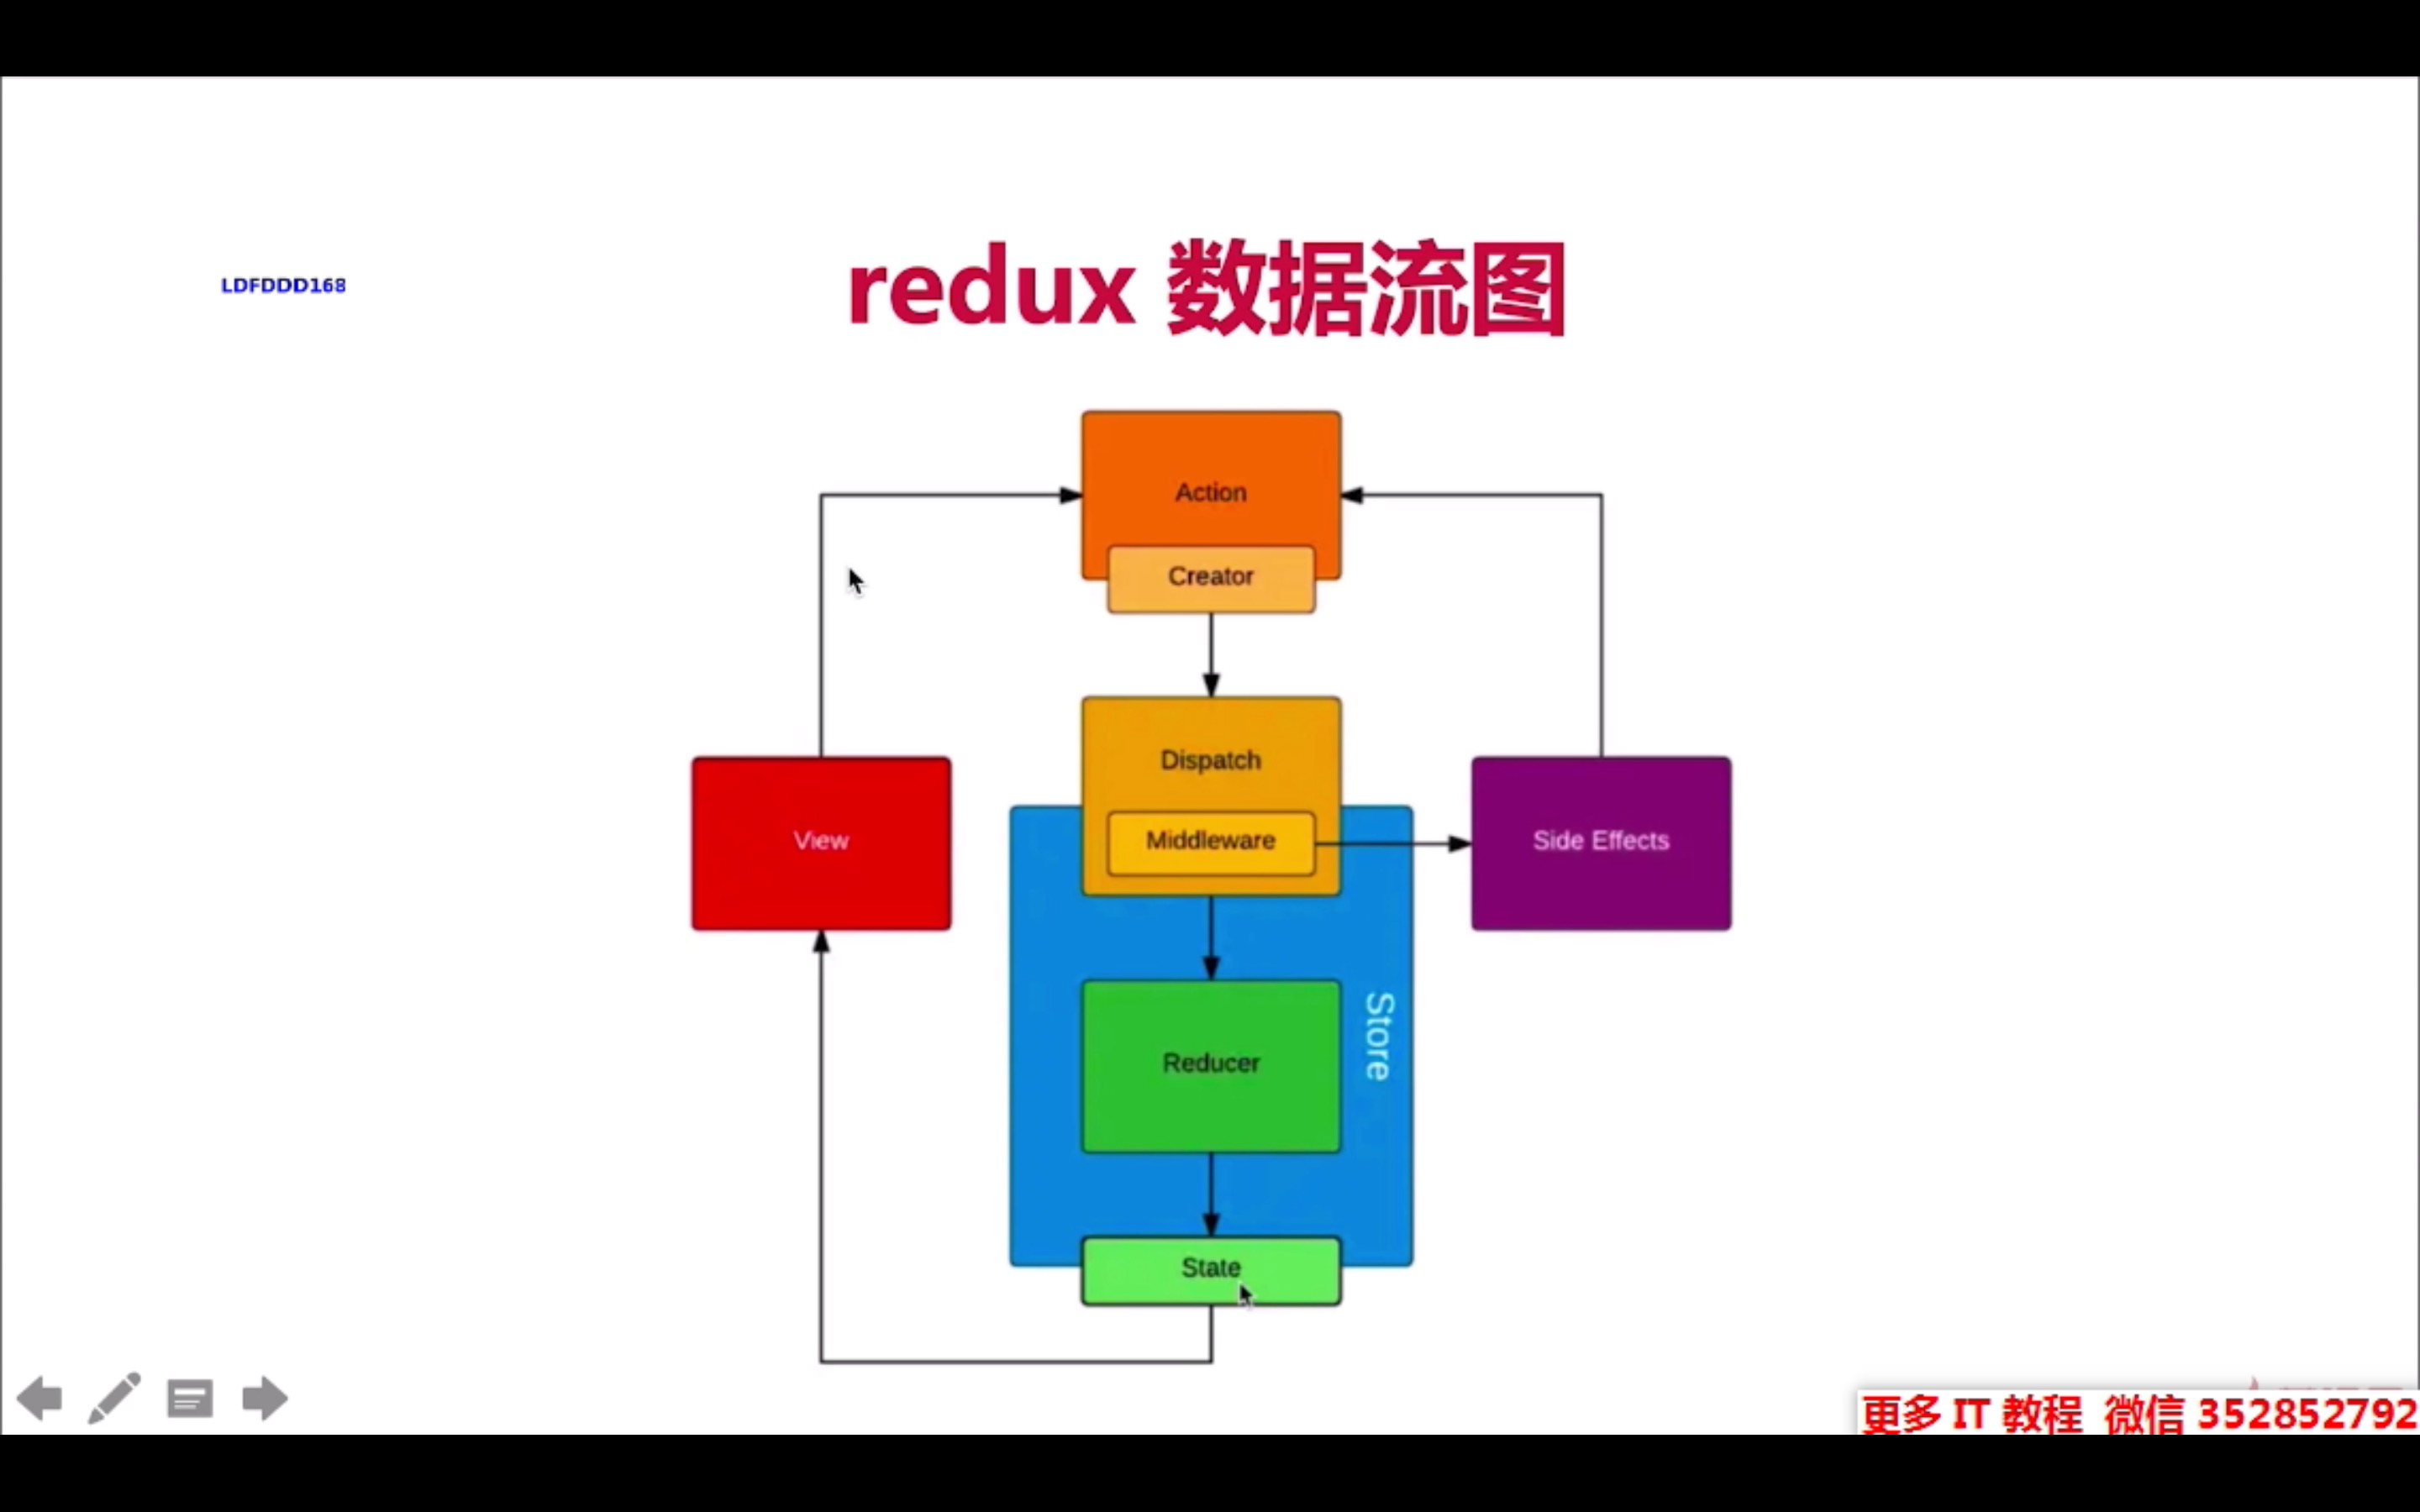 LDFDDD168
redux 数据流图
Action
Creator
Dispatch
View
Middleware
Side Effects
Store
Reducer
State
更多 IT 教程 微信 352852792